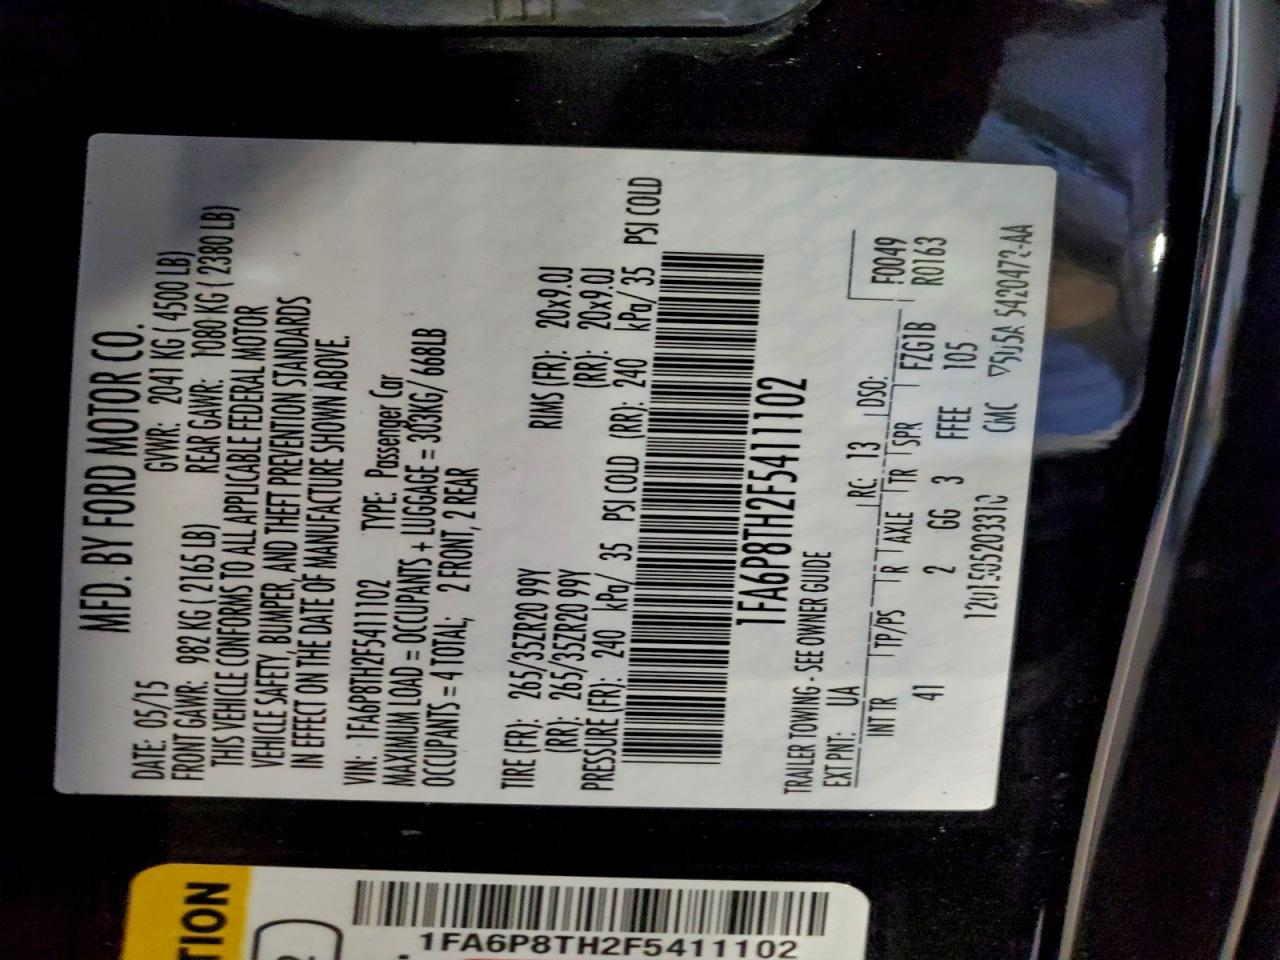 MFD. BY FORD MOTOR CO.
DATE: 05/15 GVWR: 2041 KG ( 4500 LB)
FRONT GAWR: 982 KG ( 2165 LB) REAR GAWR: 1080 KG ( 2380 LB)
THIS VEHICLE CONFORMS TO ALL APPLICABLE FEDERAL MOTOR
VEHICLE SAFETY, BUMPER, AND THEFT PREVENTION STANDARDS
IN EFFECT ON THE DATE OF MANUFACTURE SHOWN ABOVE.
VIN: 1FA6P8TH2F5411102 TYPE: Passenger Car
MAXIMUM LOAD = OCCUPANTS + LUGGAGE = 303KG/ 668LB
OCCUPANTS = 4 TOTAL; 2 FRONT, 2 REAR
TIRE (FR): 265/35ZR20 99Y RIMS (FR): 20x9.0J
(RR): 265/35ZR20 99Y (RR): 20x9.0J
PRESSURE (FR): 240 kPa/ 35 PSI COLD (RR): 240 kPa/ 35 PSI COLD
1FA6P8TH2F5411102
TRAILER TOWING - SEE OWNER GUIDE
EXT PNT: UA RC: 13 DSO: F0049
INT TR TP/PS R AXLE TR SPR FZG1B R0163
41 2 GG 3 FFEE 105
CMC
TION
1FA6P8TH2F5411102